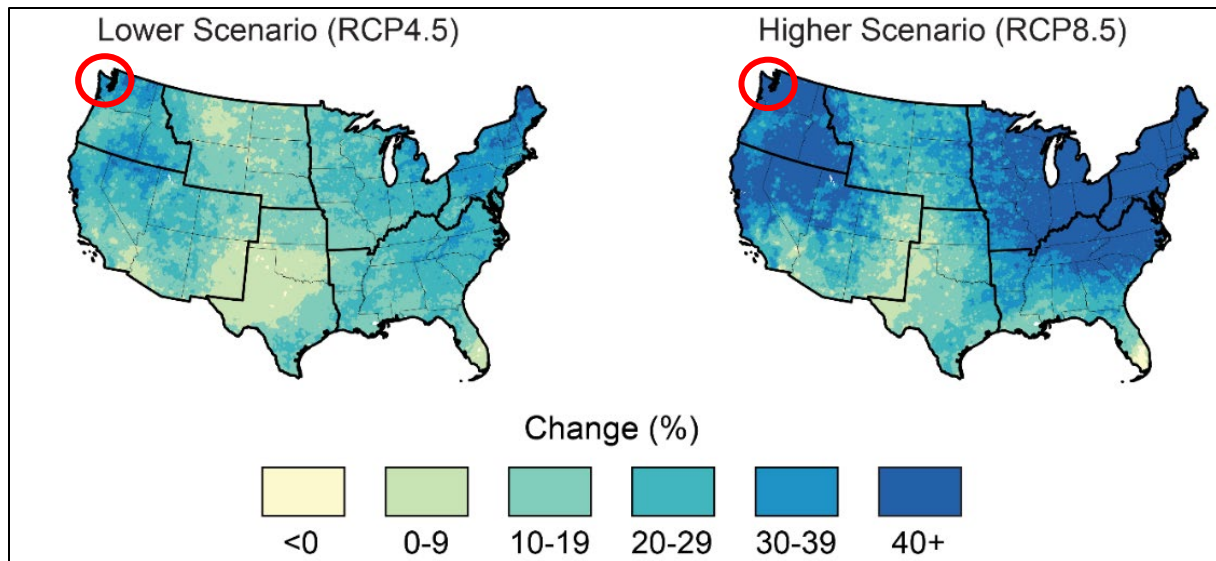 Lower Scenario (RCP4.5)
Higher Scenario (RCP8.5)
Change (%)
<0
0-9
10-19
20-29
30-39
40+